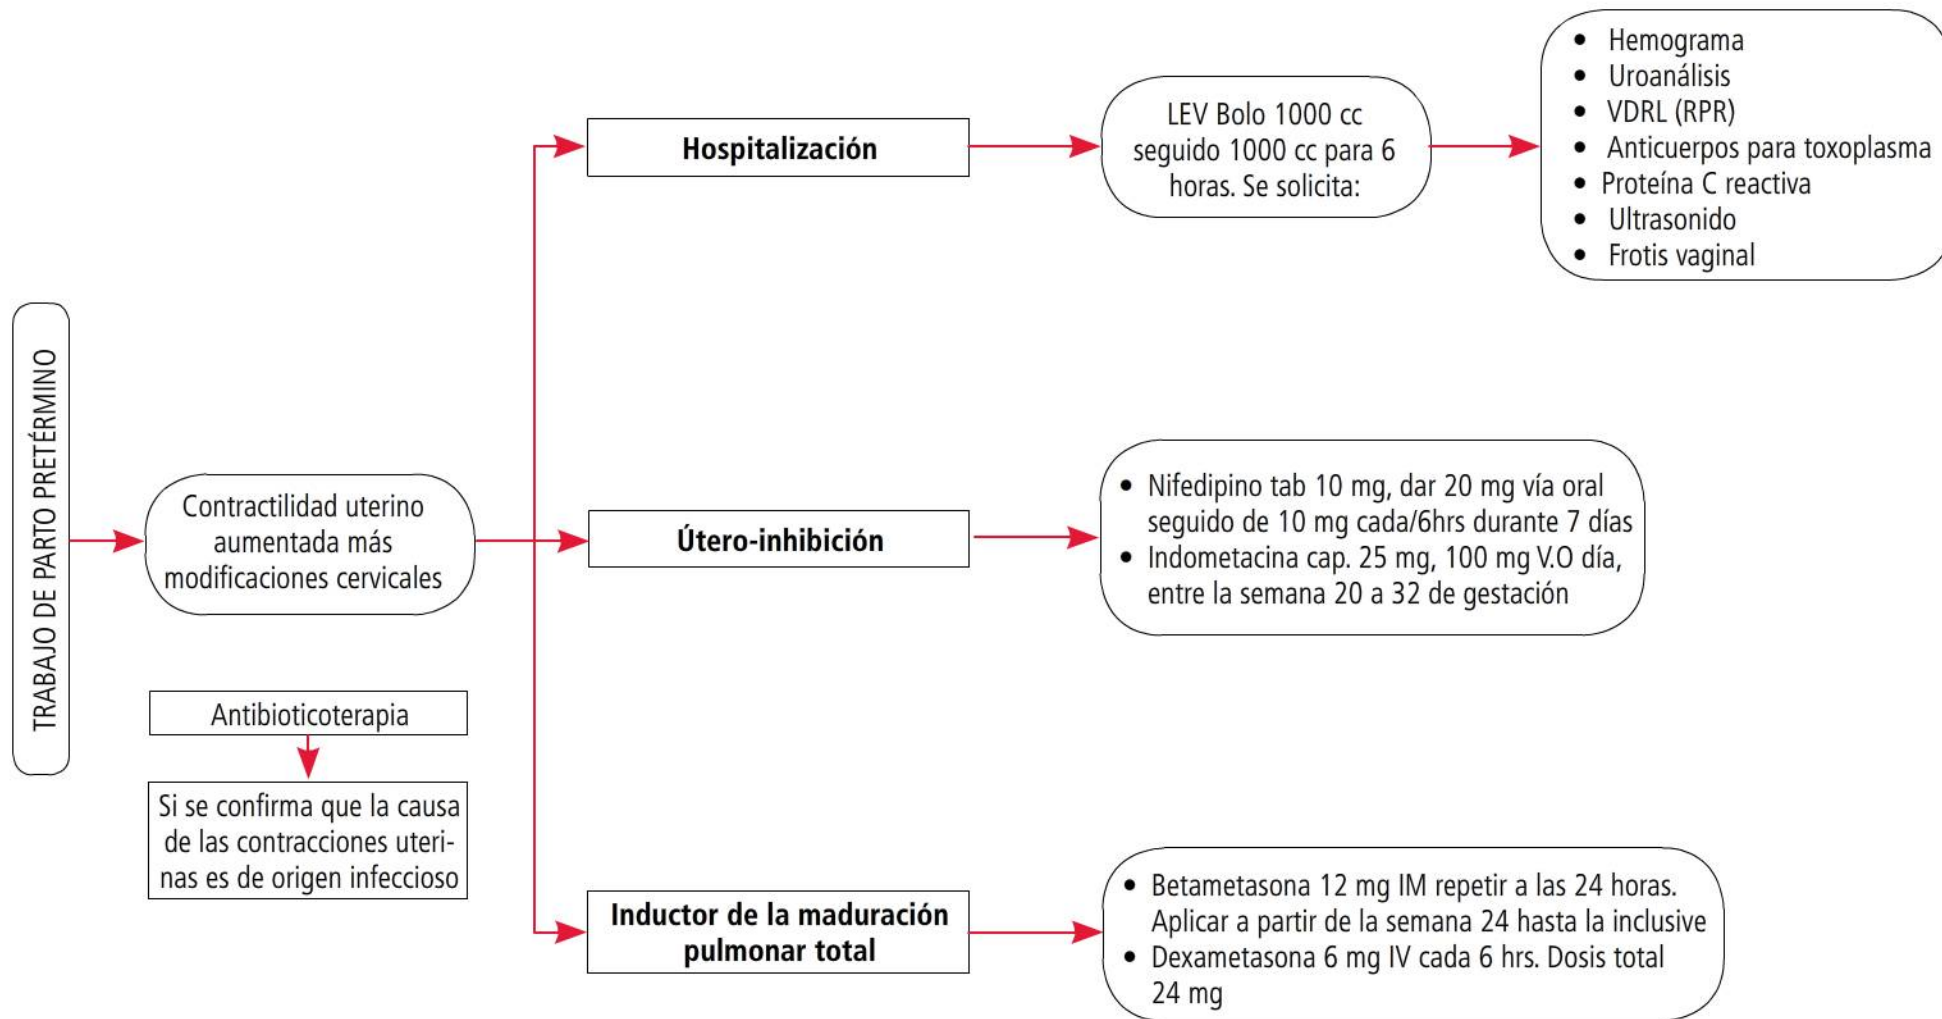 TRABAJO DE PARTO PRETÉRMINO
Contractilidad uterino
aumentada más
modificaciones cervicales
Antibioticoterapia
Si se confirma que la causa
de las contracciones uteri-
nas es de origen infeccioso
Hospitalización
LEV Bolo 1000 cc
seguido 1000 cc para 6
horas. Se solicita:
• Hemograma
• Uroanálisis
• VDRL (RPR)
• Anticuerpos para toxoplasma
• Proteína C reactiva
• Ultrasonido
• Frotis vaginal
Útero-inhibición
• Nifedipino tab 10 mg, dar 20 mg vía oral
seguido de 10 mg cada/6hrs durante 7 días
• Indometacina cap. 25 mg, 100 mg V.O día,
entre la semana 20 a 32 de gestación
Inductor de la maduración
pulmonar total
• Betametasona 12 mg IM repetir a las 24 horas.
Aplicar a partir de la semana 24 hasta la inclusive
• Dexametasona 6 mg IV cada 6 hrs. Dosis total
24 mg